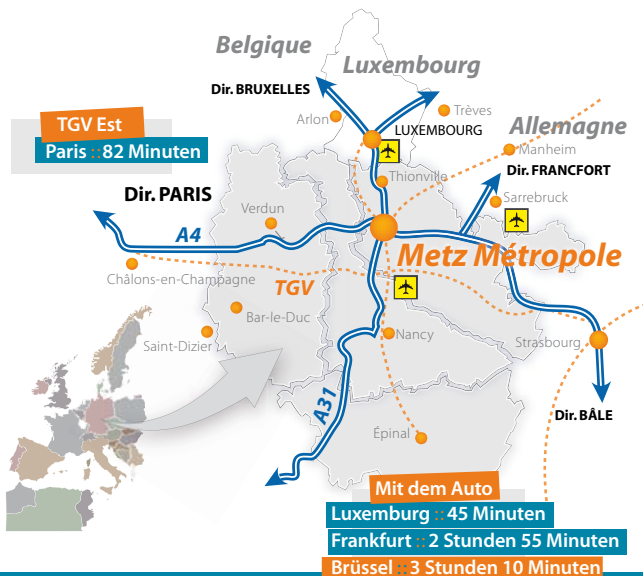 Belgique
Luxembourg
Dir. BRUXELLES
Arlon
Trèves
LUXEMBOURG
Allemagne
TGV Est
Paris :: 82 Minuten
Manheim
Dir. FRANCFORT
Thionville
Dir. PARIS
Sarrebruck
Verdun
A4
Metz Métropole
Châlons-en-Champagne
TGV
Bar-le-Duc
Saint-Dizier
Nancy
Strasbourg
A31
Dir. BÂLE
Épinal
Mit dem Auto
Luxemburg :: 45 Minuten
Frankfurt :: 2 Stunden 55 Minuten
Brüssel :: 3 Stunden 10 Minuten